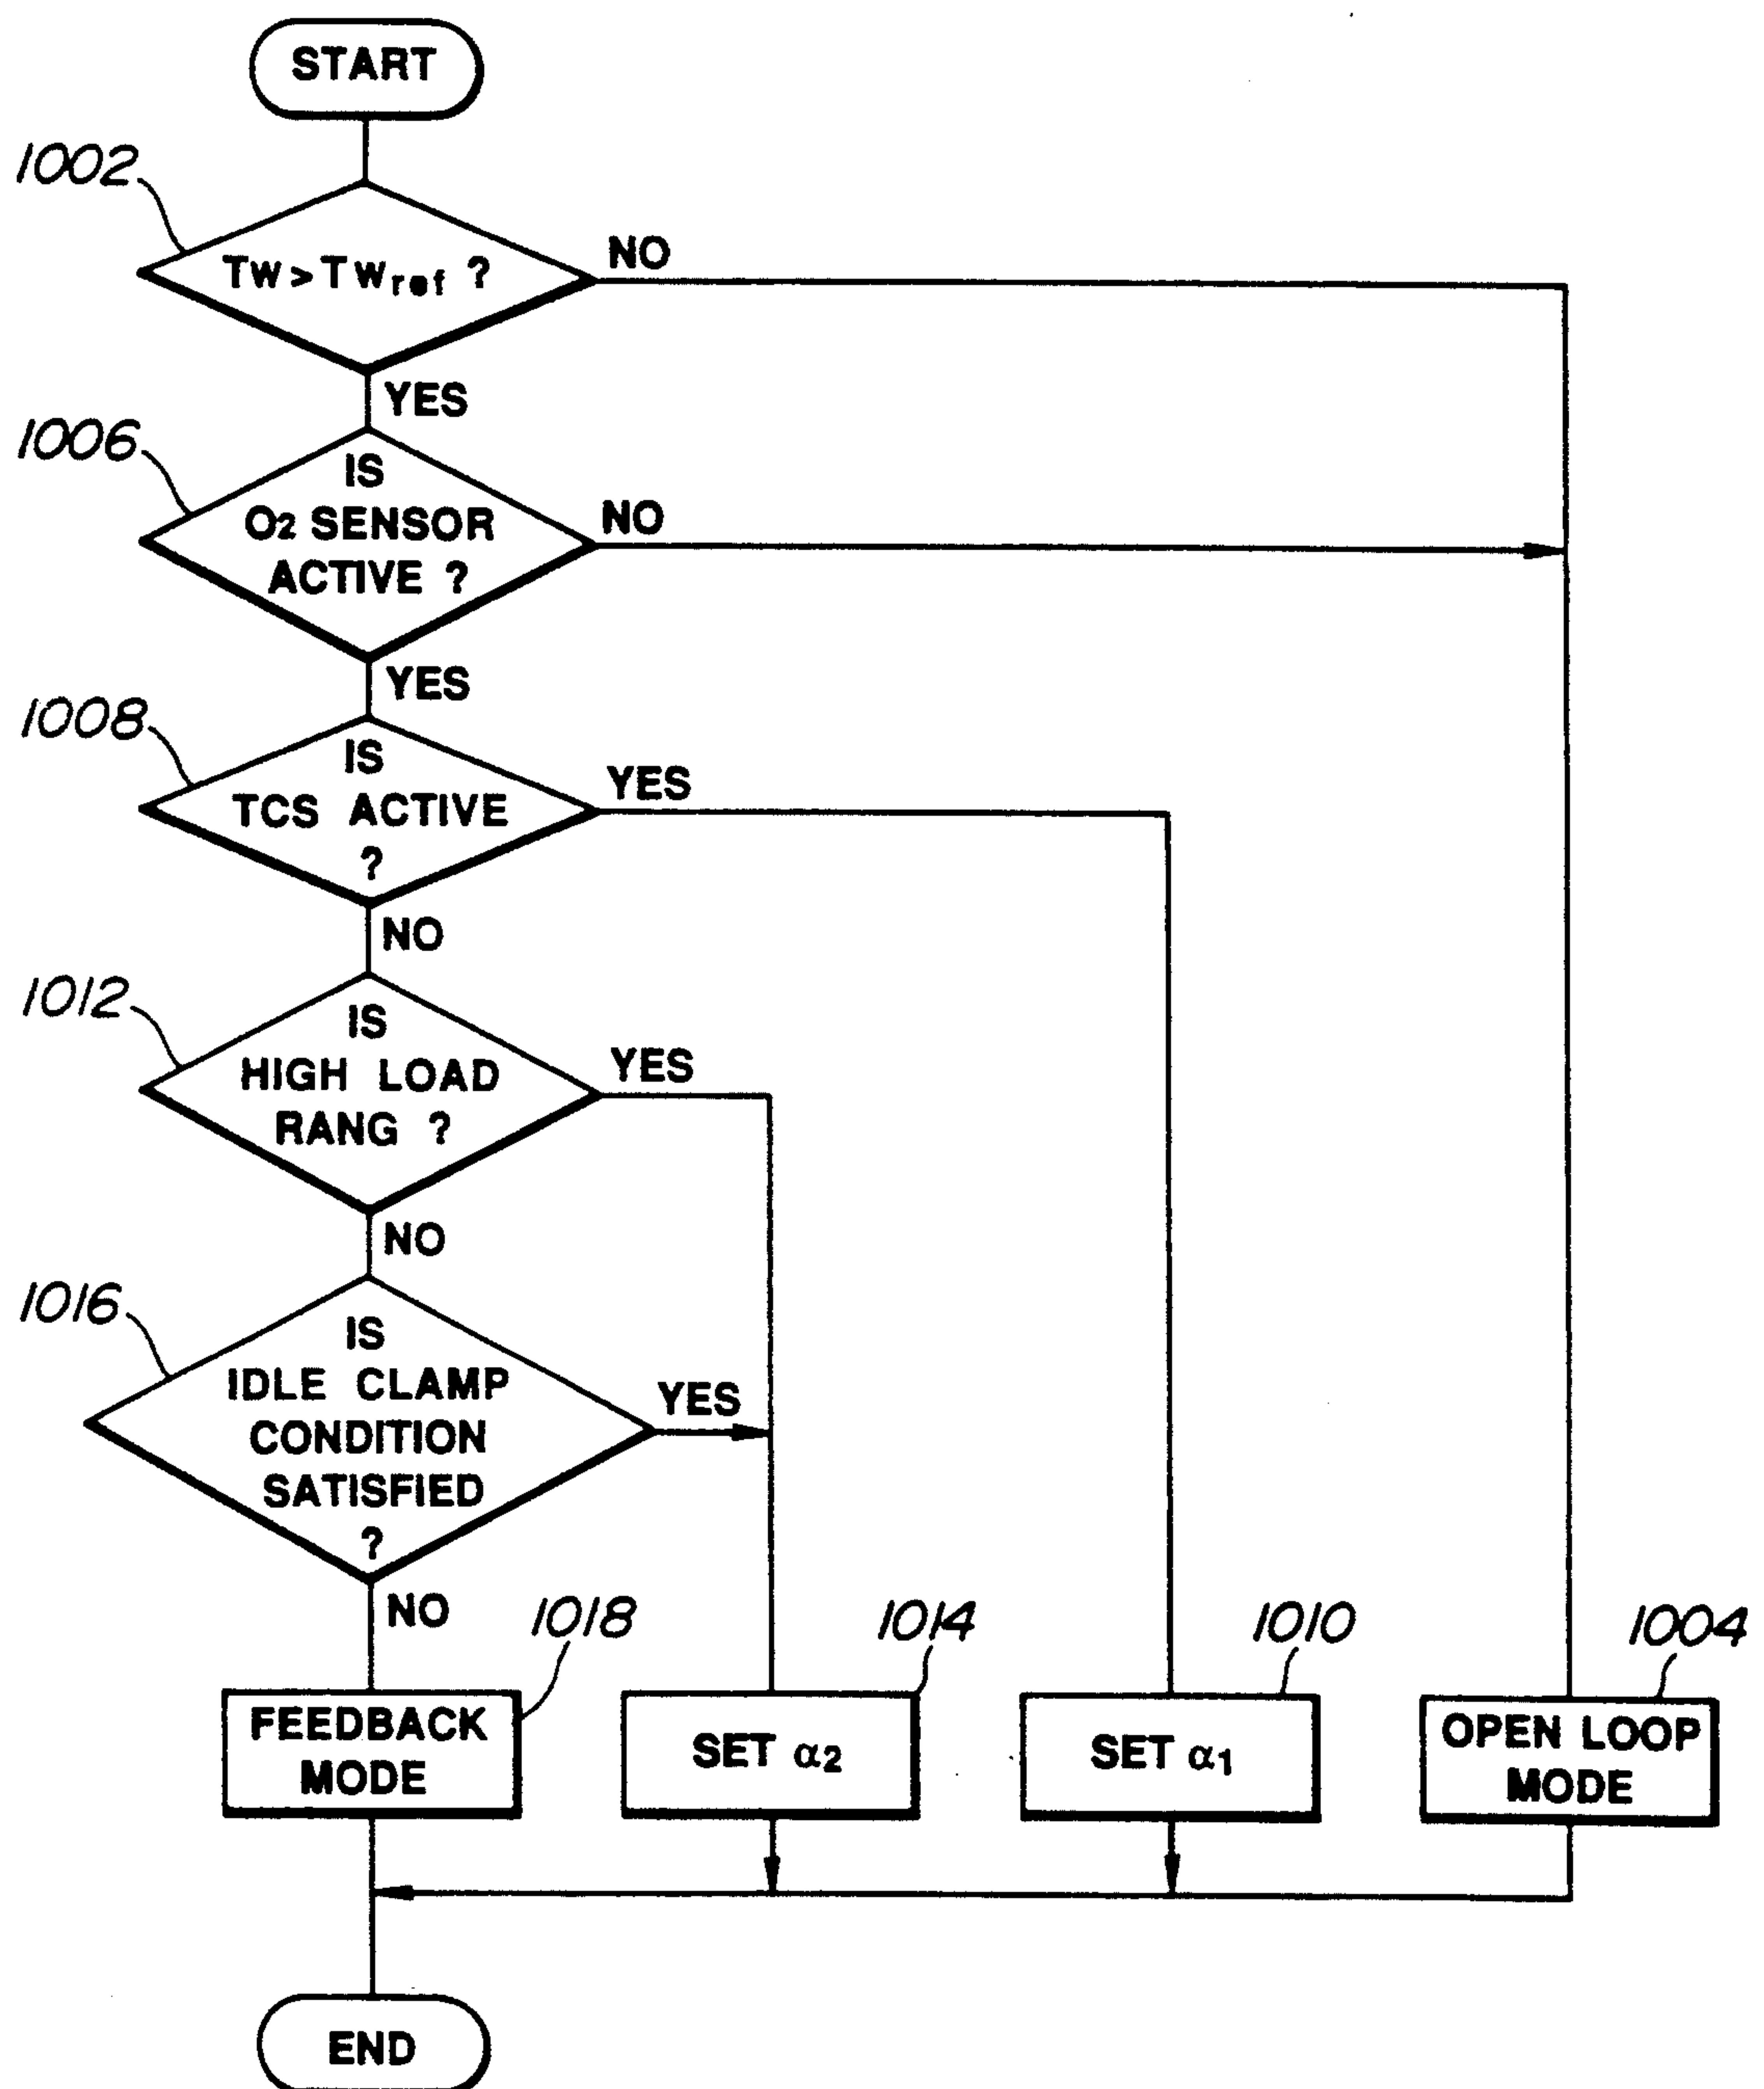 START
1002
Tw>Twref ?
NO
YES
1006
IS
O2 SENSOR
ACTIVE ?
NO
YES
1008
IS
TCS ACTIVE
?
YES
NO
1012
IS
HIGH LOAD
RANG ?
YES
NO
1016
IS
IDLE CLAMP
CONDITION
SATISFIED
?
YES
NO
1018
FEEDBACK
MODE
1014
SET α2
1010
SET α1
1004
OPEN LOOP
MODE
END